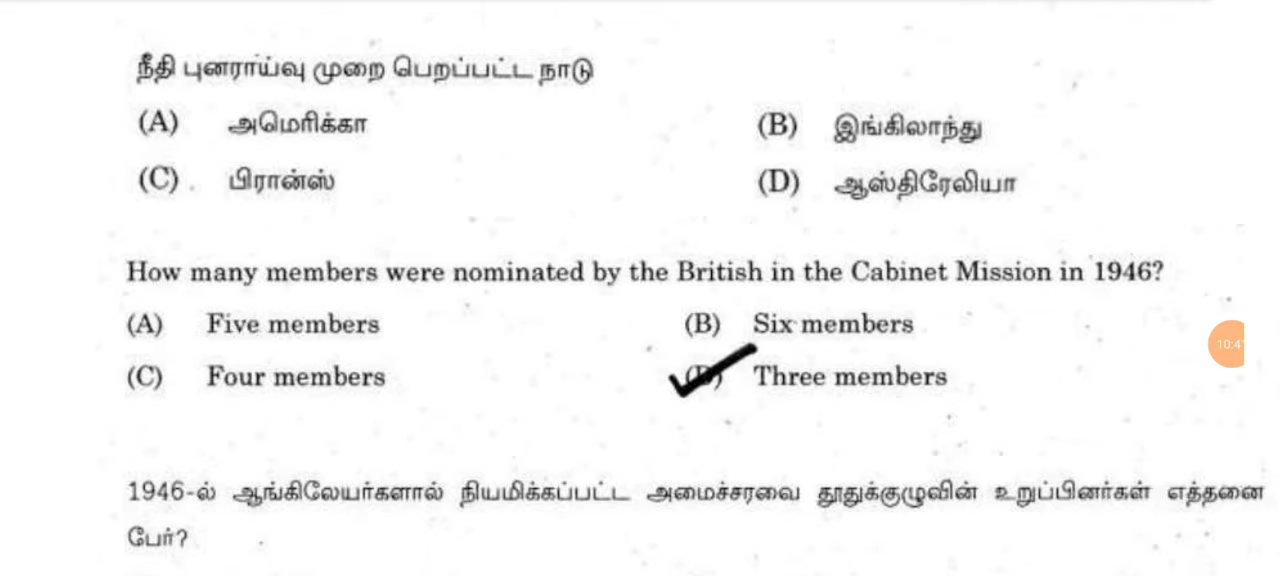 நீதி புனராய்வு முறை பெறப்பட்ட நாடு
(A) அமெரிக்கா (B) இங்கிலாந்து
(C) பிரான்ஸ் (D) ஆஸ்திரேலியா
How many members were nominated by the British in the Cabinet Mission in 1946?
(A) Five members (B) Six members
(C) Four members (D) Three members
10:41
1946-ல் ஆங்கிலேயர்களால் நியமிக்கப்பட்ட அமைச்சரவை தூதுக்குழுவின் உறுப்பினர்கள் எத்தனை
பேர்?